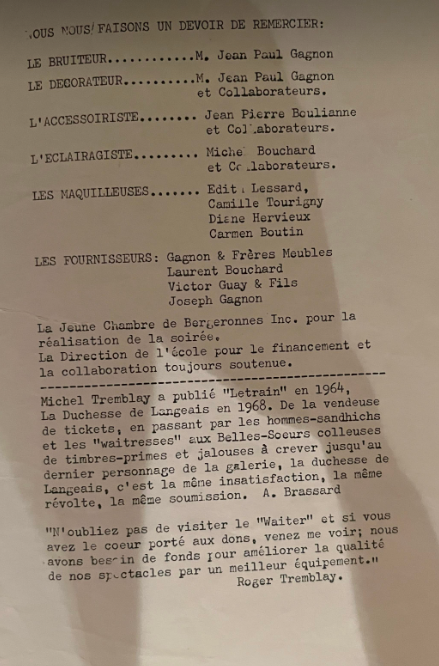 NOUS NOUS FAISONS UN DEVOIR DE REMERCIER:
LE BRUITEUR............M. Jean Paul Gagnon
LE DECORATEUR.........M. Jean Paul Gagnon
et Collaborateurs.
L'ACCESSOIRISTE........ Jean Pierre Boulianne
et Collaborateurs.
L'ECLAIRAGISTE......... Michel Bouchard
et Collaborateurs.
LES MAQUILLEUSES....... Edith Lessard,
Camille Tourigny
Diane Hervieux
Carmen Boutin
LES FOURNISSEURS: Gagnon & Frères Meubles
Laurent Bouchard
Victor Guay & Fils
Joseph Gagnon
La Jeune Chambre de Bergeronnes Inc. pour la
réalisation de la soirée.
La Direction de l'école pour le financement et
la collaboration toujours soutenue.
Michel Tremblay a publié "Letrain" en 1964,
La Duchesse de Langeais en 1968. De la vendeuse
de tickets, en passant par les hommes-sandhichs
et les "waitresses" aux Belles-Soeurs colleuses
de timbres-primes et jalouses à crever jusqu'au
dernier personnage de la galerie, la duchesse de
Langeais, c'est la même insatisfaction, la même
révolte, la même soumission. A. Brassard
"N'oubliez pas de visiter le "Waiter" et si vous
avez le coeur porté aux dons, venez me voir; nous
avons besoin de fonds pour améliorer la qualité
de nos spectacles par un meilleur équipement."
Roger Tremblay.